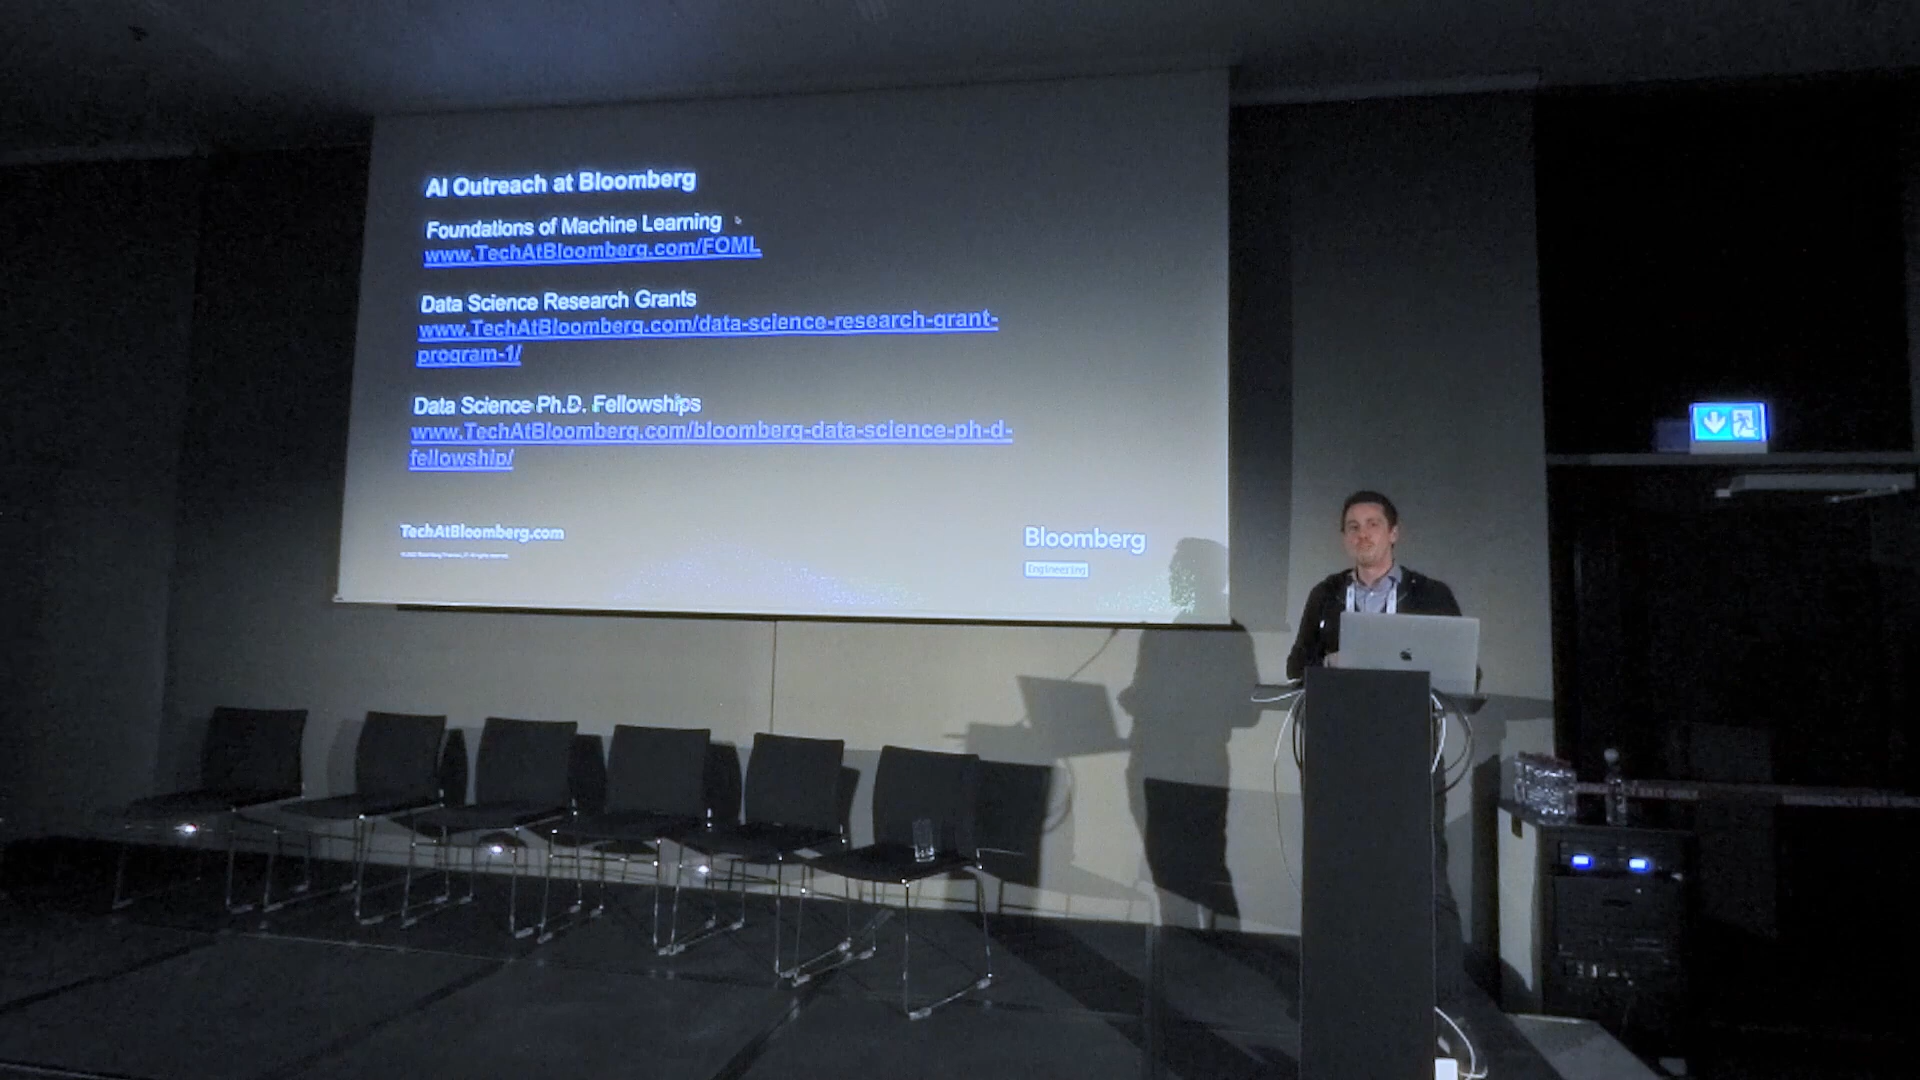 AI Outreach at Bloomberg
Foundations of Machine Learning
www.TechAtBloomberg.com/FOML
Data Science Research Grants
www.TechAtBloomberg.com/data-science-research-grant-
program-1/
Data Science Ph.D. Fellowships
www.TechAtBloomberg.com/bloomberg-data-science-ph-d-
fellowship/
TechAtBloomberg.com
Bloomberg
Engineering